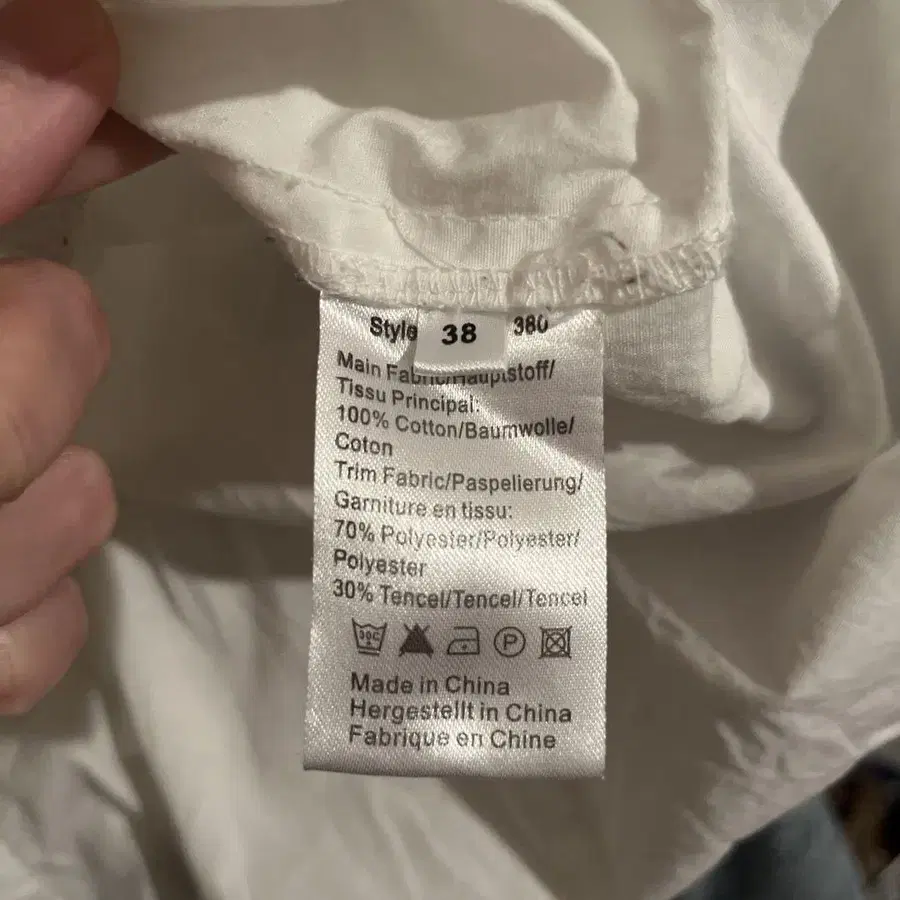 Style 38 380
Main Fabric/Hauptstoff/
Tissu Principal:
100% Cotton/Baumwolle/
Coton
Trim Fabric/Paspelierung/
Garniture en tissu:
70% Polyester/Polyester/
Polyester
30% Tencel/Tencel/Tencel
30C
P
Made in China
Hergestellt in China
Fabrique en Chine